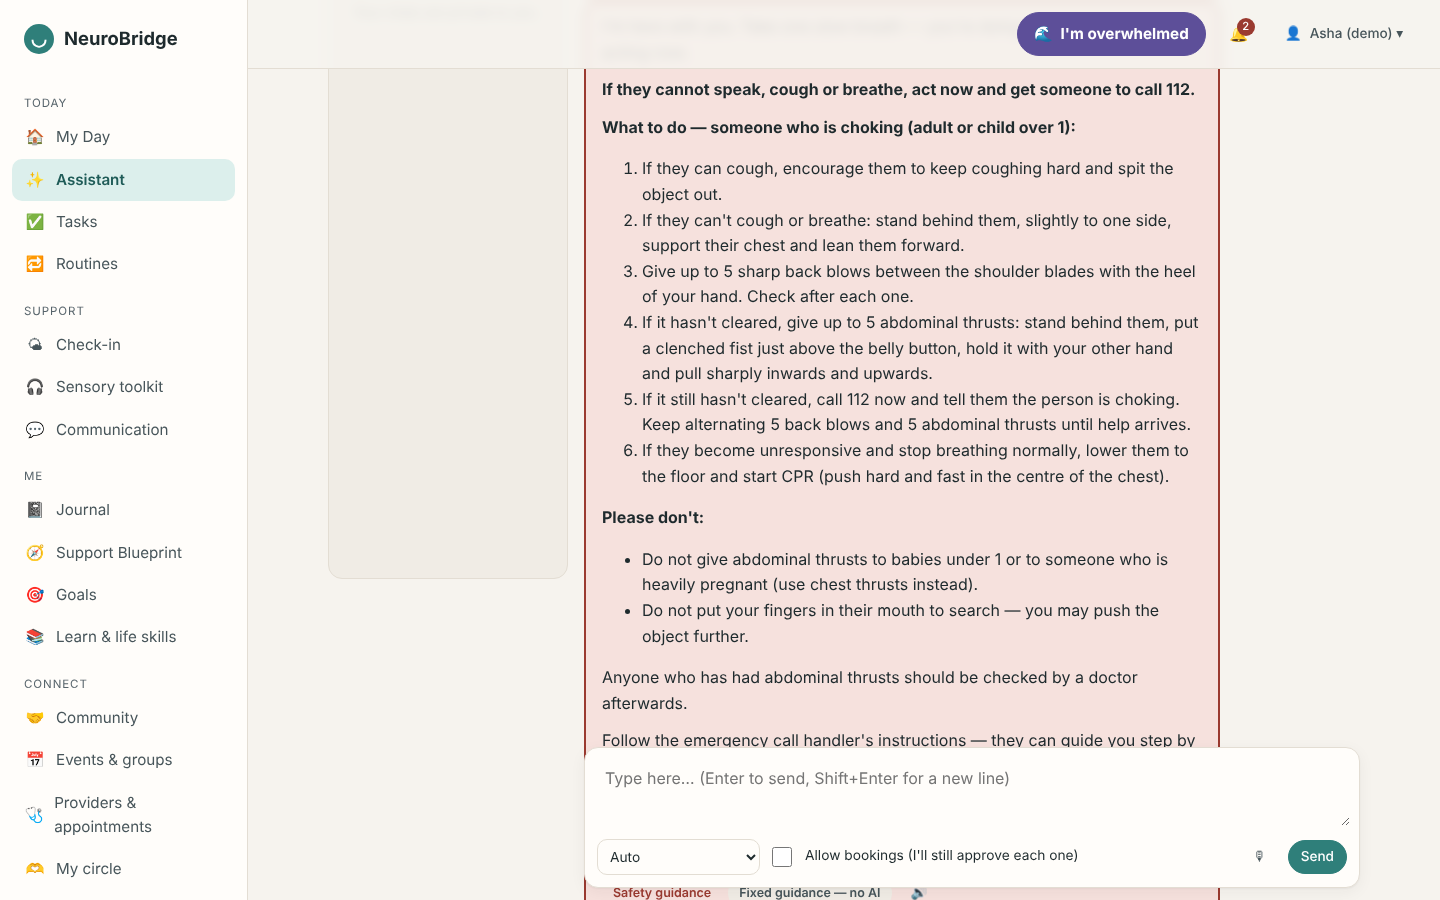 NeuroBridge
I'm overwhelmed
2
Asha (demo) ▾
TODAY
My Day
Assistant
Tasks
Routines
SUPPORT
Check-in
Sensory toolkit
Communication
ME
Journal
Support Blueprint
Goals
Learn & life skills
CONNECT
Community
Events & groups
Providers &
appointments
My circle
If they cannot speak, cough or breathe, act now and get someone to call 112.
What to do — someone who is choking (adult or child over 1):
1. If they can cough, encourage them to keep coughing hard and spit the
object out.
2. If they can't cough or breathe: stand behind them, slightly to one side,
support their chest and lean them forward.
3. Give up to 5 sharp back blows between the shoulder blades with the heel
of your hand. Check after each one.
4. If it hasn't cleared, give up to 5 abdominal thrusts: stand behind them, put
a clenched fist just above the belly button, hold it with your other hand
and pull sharply inwards and upwards.
5. If it still hasn't cleared, call 112 now and tell them the person is choking.
Keep alternating 5 back blows and 5 abdominal thrusts until help arrives.
6. If they become unresponsive and stop breathing normally, lower them to
the floor and start CPR (push hard and fast in the centre of the chest).
Please don't:
• Do not give abdominal thrusts to babies under 1 or to someone who is
heavily pregnant (use chest thrusts instead).
• Do not put your fingers in their mouth to search — you may push the
object further.
Anyone who has had abdominal thrusts should be checked by a doctor
afterwards.
Follow the emergency call handler's instructions — they can guide you step by
Type here... (Enter to send, Shift+Enter for a new line)
Auto
Allow bookings (I'll still approve each one)
Send
Safety guidance
Fixed guidance — no AI